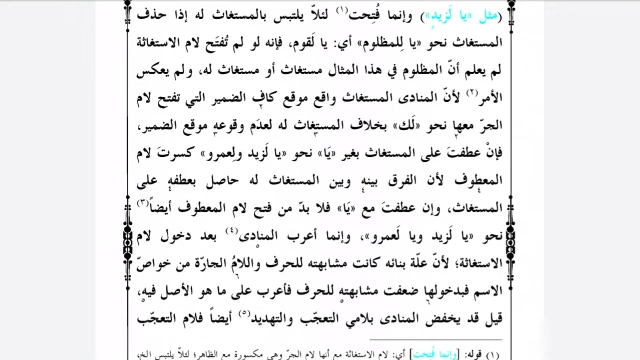 (مثل «يا لَزيدٍ») وإنما فُتِحت(١) لئلاّ يلتبس بالمستغاث له إذا حذف
المستغاث نحو «يا لِلمظلوم» أي: يا لَقوم، فإنه لو لم تُفتَح لام الاستغاثة
لم يعلم أنّ المظلوم في هذا المثال مستغاث أو مستغاث له، ولم يعكس
الأمر(٢) لأنّ المنادى المستغاث واقع موقع كاف الضمير التي تفتح لام
الجرّ معها نحو «لَك» بخلاف المستغاث له لعدَم وقوعه موقع الضمير،
فإنْ عطفتَ على المستغاث بغير «يَا» نحو «يا لَزيد ولِعمرو» كسرتَ لام
المعطوف لأن الفرق بينه وبين المستغاث له حاصل بعطفه على
المستغاث، وإن عطفتَ مع «يَا» فلا بدّ من فتح لام المعطوف أيضاً(٣)
نحو «يا لَزيد ويا لَعمرو»، وإنما أعرب المنادى(٤) بعد دخول لام
الاستغاثة؛ لأنّ علّة بنائه كانت مشابهته للحرف واللامُ الجارّة من خواصّ
الاسم فبدخولها ضعفت مشابهته للحرف فأعرب على ما هو الأصل فيه،
قيل قد يخفض المنادى بلامي التعجّب والتهديد(٥) أيضاً فلام التعجّب
(١) قوله: [وإنما فُتحت] أي: لام الاستغاثة مع أنها لام الجرّ وهي مكسورة مع الظاهر؛ لئلاّ يلتبس الخ،